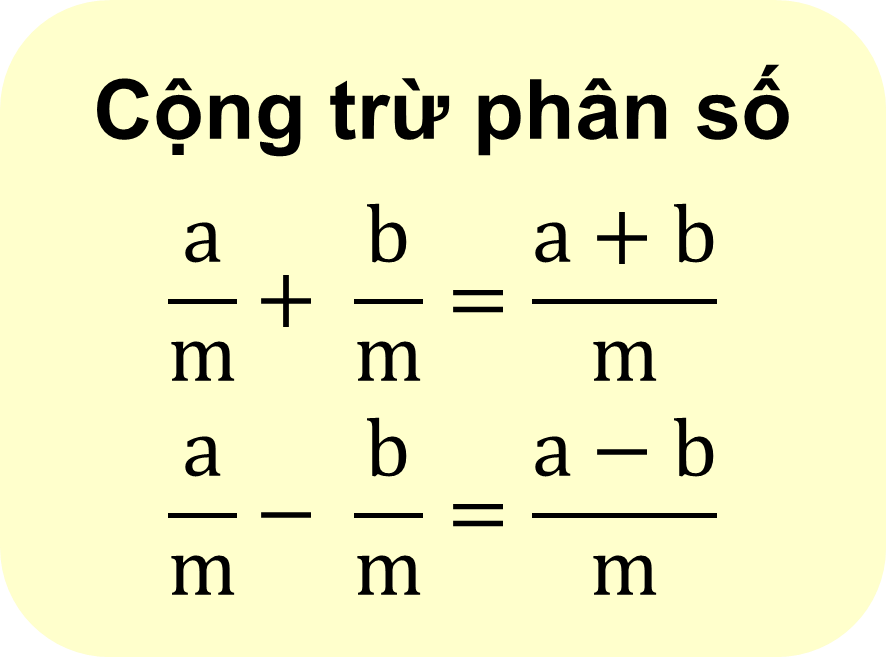 Cộng trừ phân số
a/m + b/m = a + b/m
a/m − b/m = a − b/m